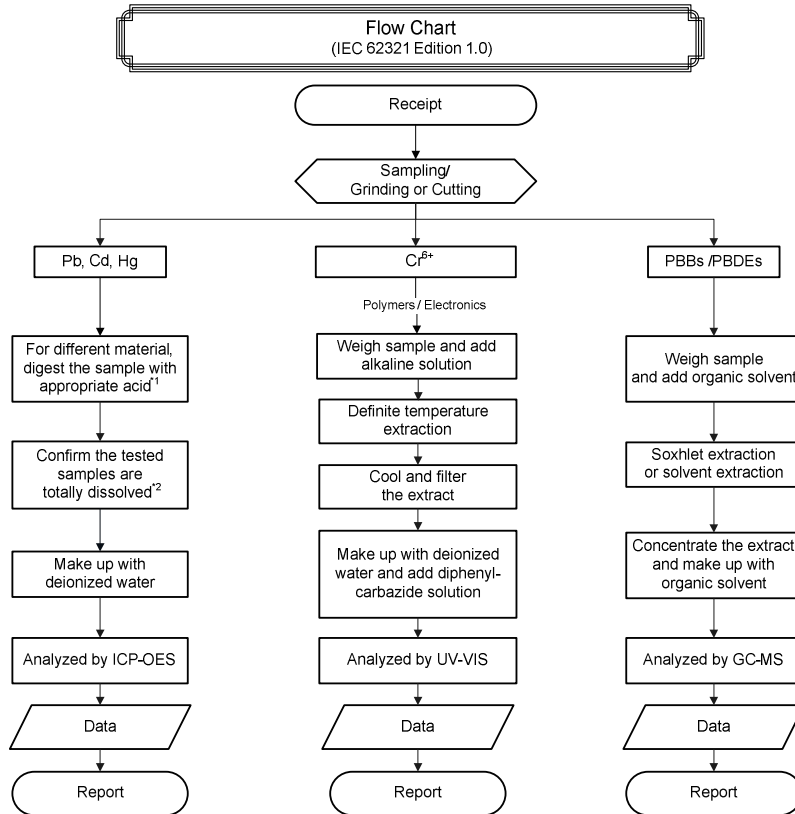 Flow Chart
(IEC 62321 Edition 1.0)
Receipt
Sampling/
Grinding or Cutting
Pb, Cd, Hg
For different material,
digest the sample with
appropriate acid*1
Confirm the tested
samples are
totally dissolved*2
Make up with
deionized water
Analyzed by ICP-OES
Data
Report
Cr6+
Polymers / Electronics
Weigh sample and add
alkaline solution
Definite temperature
extraction
Cool and filter
the extract
Make up with deionized
water and add diphenyl-
carbazide solution
Analyzed by UV-VIS
Data
Report
PBBs /PBDEs
Weigh sample
and add organic solvent
Soxhlet extraction
or solvent extraction
Concentrate the extract
and make up with
organic solvent
Analyzed by GC-MS
Data
Report